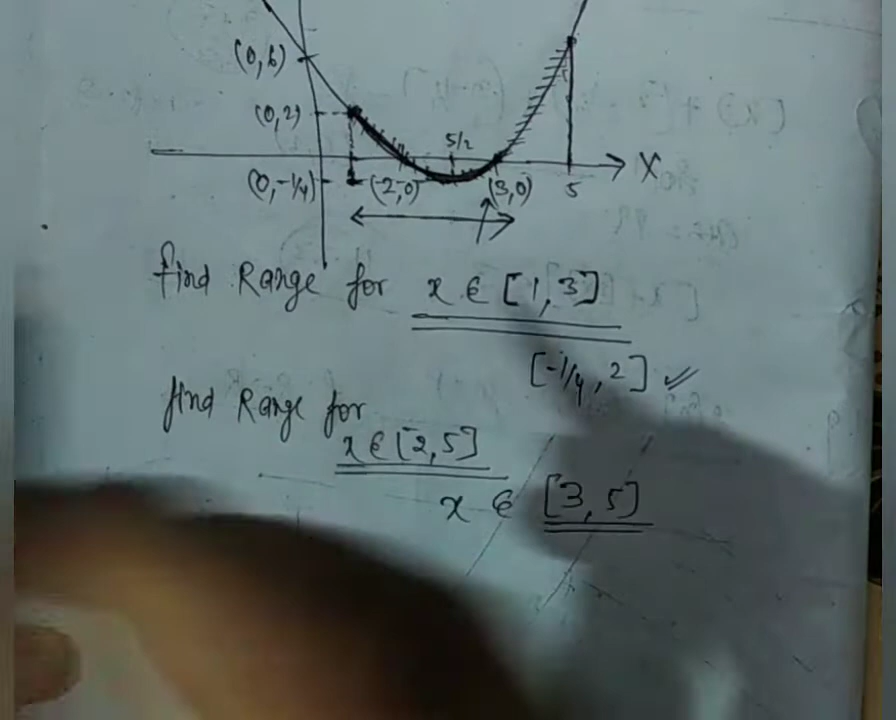 (0,6)
(0,2)
5/2
X
(0,-1/4)
(-2,0)
(3,0)
5
find Range for x ∈ [1,3]
[-1/4,2]
find Range for
x ∈ [2,5]
x ∈ [3,5]